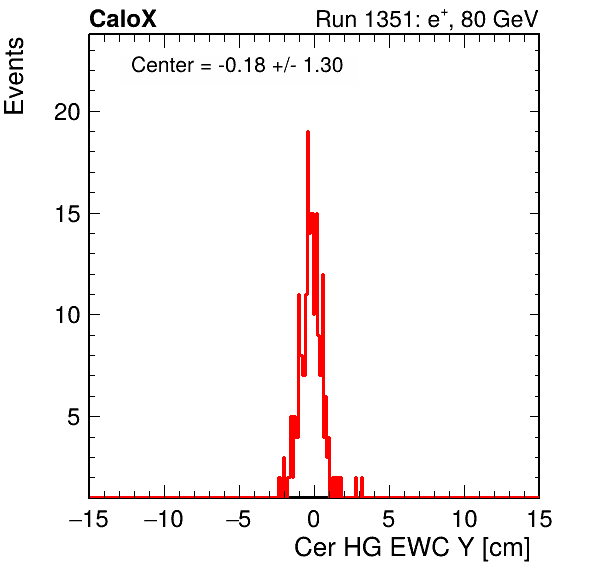 CaloX Run 1351: e⁺, 80 GeV
Events
Center = -0.18 +/- 1.30
20
15
10
5
−15 −10 −5 0 5 10 15
Cer HG EWC Y [cm]